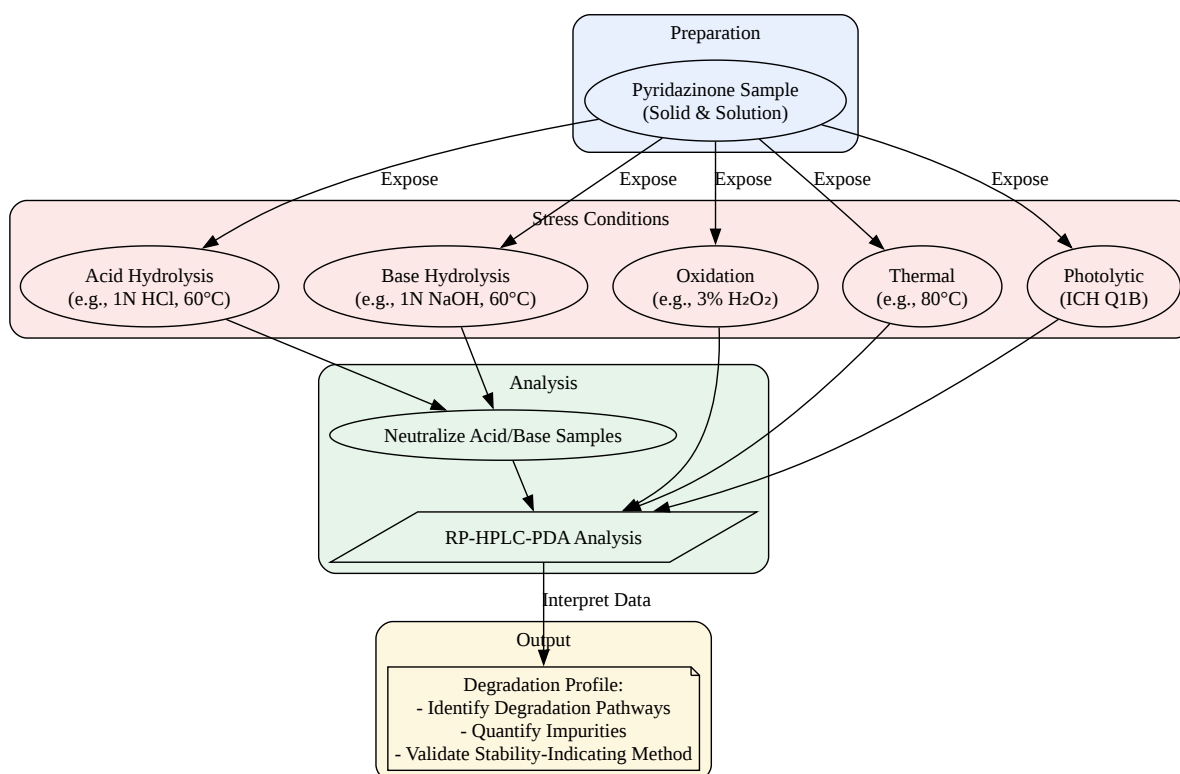 Preparation
Pyridazinone Sample
(Solid & Solution)
Expose
Expose
Expose
Expose
Expose
Stress Conditions
Acid Hydrolysis
(e.g., 1N HCl, 60°C)
Base Hydrolysis
(e.g., 1N NaOH, 60°C)
Oxidation
(e.g., 3% H₂O₂)
Thermal
(e.g., 80°C)
Photolytic
(ICH Q1B)
Analysis
Neutralize Acid/Base Samples
RP-HPLC-PDA Analysis
Interpret Data
Output
Degradation Profile:
- Identify Degradation Pathways
- Quantify Impurities
- Validate Stability-Indicating Method